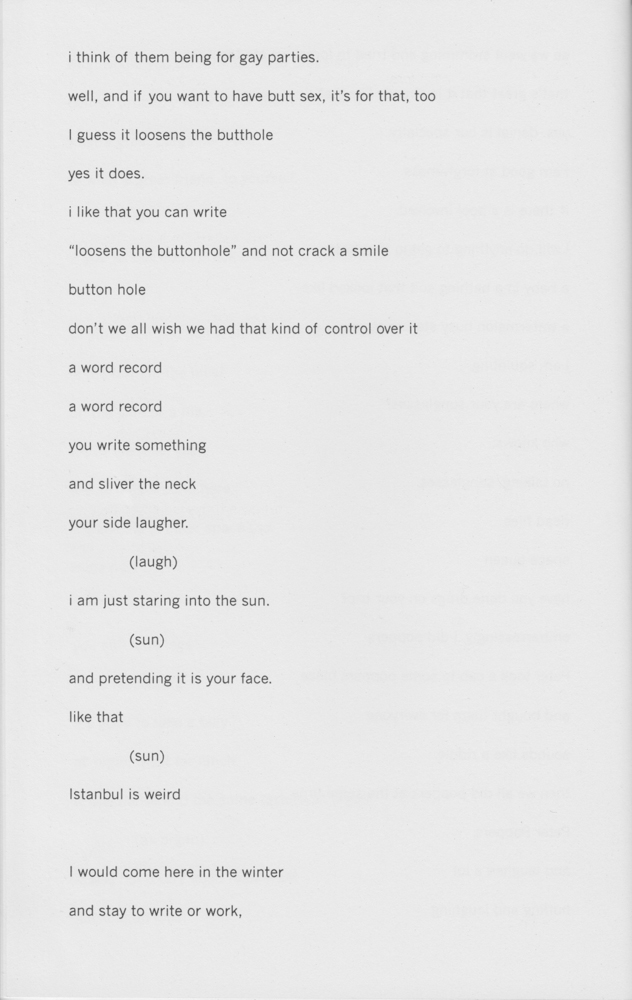 i think of them being for gay parties.
well, and if you want to have butt sex, it's for that, too
I guess it loosens the butthole
yes it does.
i like that you can write
“loosens the buttonhole” and not crack a smile
button hole
don't we all wish we had that kind of control over it
a word record
a word record
you write something
and sliver the neck
your side laugher.
(laugh)
i am just staring into the sun.
(sun)
and pretending it is your face.
like that
(sun)
Istanbul is weird
I would come here in the winter
and stay to write or work,